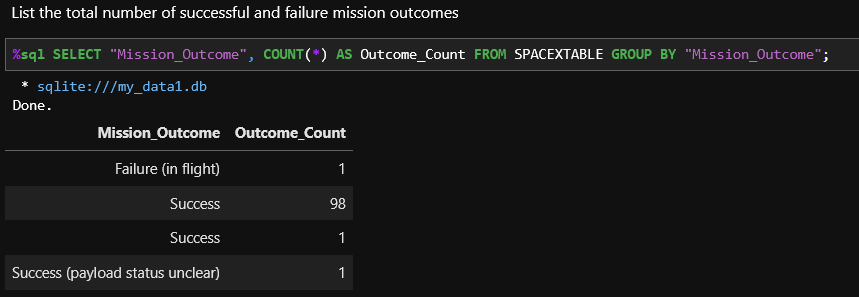 List the total number of successful and failure mission outcomes
%sql SELECT "Mission_Outcome", COUNT(*) AS Outcome_Count FROM SPACEXTABLE GROUP BY "Mission_Outcome";
* sqlite:///my_data1.db
Done.
Mission_Outcome Outcome_Count
Failure (in flight) 1
Success 98
Success 1
Success (payload status unclear) 1